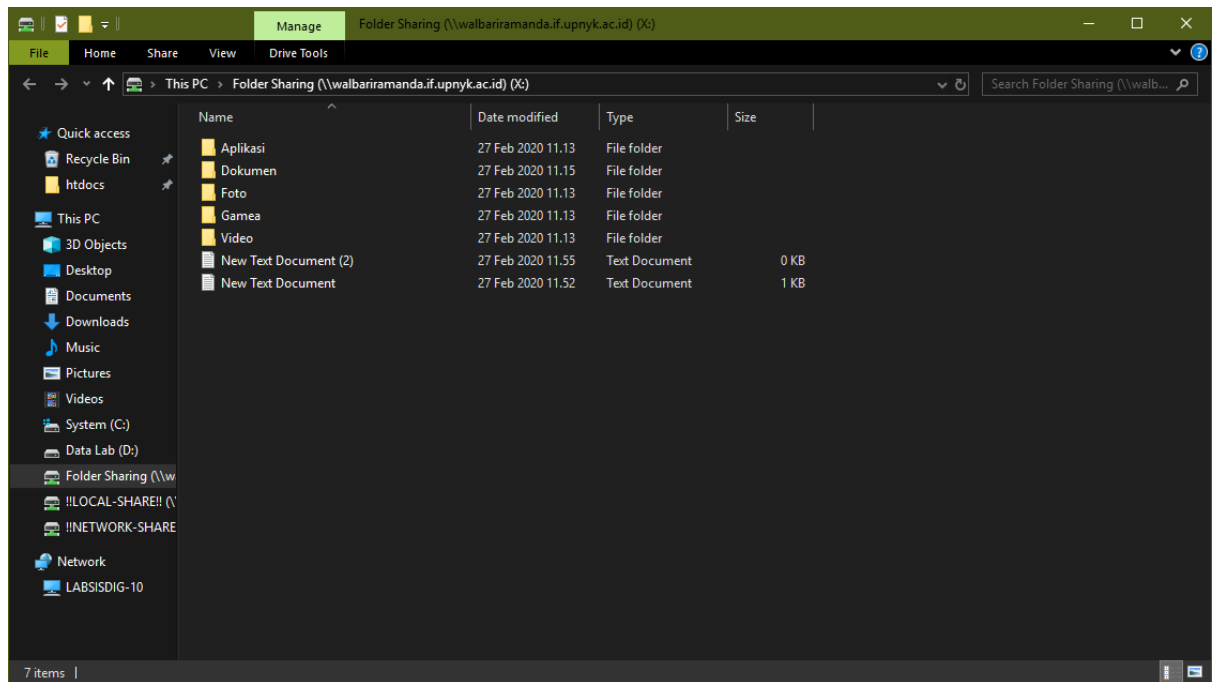 Manage Folder Sharing (\\walbariramanda.if.upnyk.ac.id) (X:)
File Home Share View Drive Tools
This PC > Folder Sharing (\\walbariramanda.if.upnyk.ac.id) (X:) Search Folder Sharing (\\walb...
Name Date modified Type Size
Quick access
Recycle Bin
htdocs
This PC
3D Objects
Desktop
Documents
Downloads
Music
Pictures
Videos
System (C:)
Data Lab (D:)
Folder Sharing (\\w
!!LOCAL-SHARE!! (\
!!NETWORK-SHARE
Network
LABSISDIG-10
Aplikasi 27 Feb 2020 11.13 File folder
Dokumen 27 Feb 2020 11.15 File folder
Foto 27 Feb 2020 11.13 File folder
Gamea 27 Feb 2020 11.13 File folder
Video 27 Feb 2020 11.13 File folder
New Text Document (2) 27 Feb 2020 11.55 Text Document 0 KB
New Text Document 27 Feb 2020 11.52 Text Document 1 KB
7 items